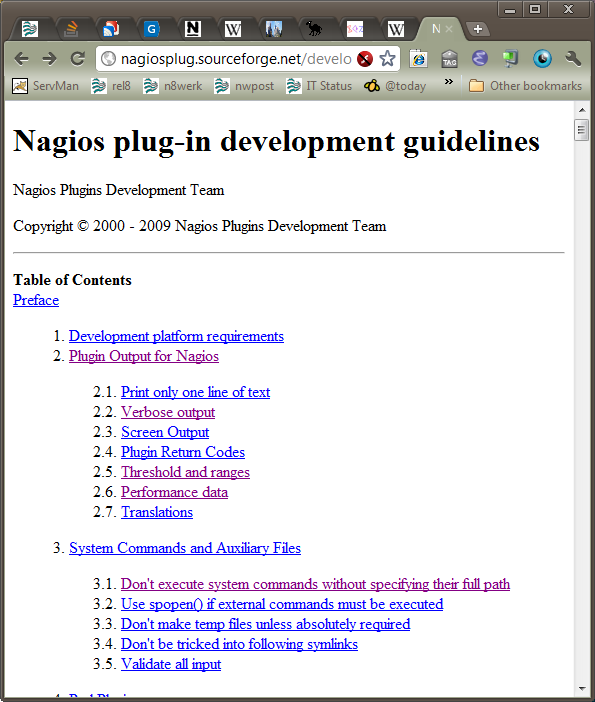 N
nagiosplug.sourceforge.net/develo
TAG
ServMan
rel8
n8werk
nwpost
IT Status
@today
»
Other bookmarks
Nagios plug-in development guidelines
Nagios Plugins Development Team
Copyright © 2000 - 2009 Nagios Plugins Development Team
Table of Contents
Preface
1. Development platform requirements
2. Plugin Output for Nagios
2.1. Print only one line of text
2.2. Verbose output
2.3. Screen Output
2.4. Plugin Return Codes
2.5. Threshold and ranges
2.6. Performance data
2.7. Translations
3. System Commands and Auxiliary Files
3.1. Don't execute system commands without specifying their full path
3.2. Use spopen() if external commands must be executed
3.3. Don't make temp files unless absolutely required
3.4. Don't be tricked into following symlinks
3.5. Validate all input